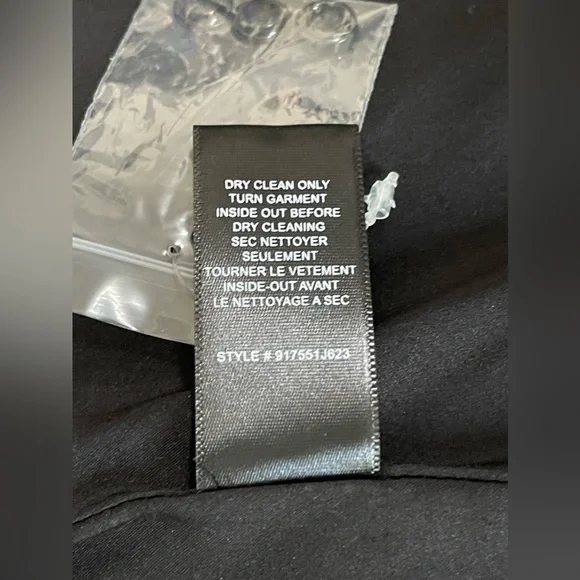 DRY CLEAN ONLY
TURN GARMENT
INSIDE OUT BEFORE
DRY CLEANING
SEC NETTOYER
SEULEMENT
TOURNER LE VETEMENT
INSIDE-OUT AVANT
LE NETTOYAGE A SEC
STYLE # 917551J623